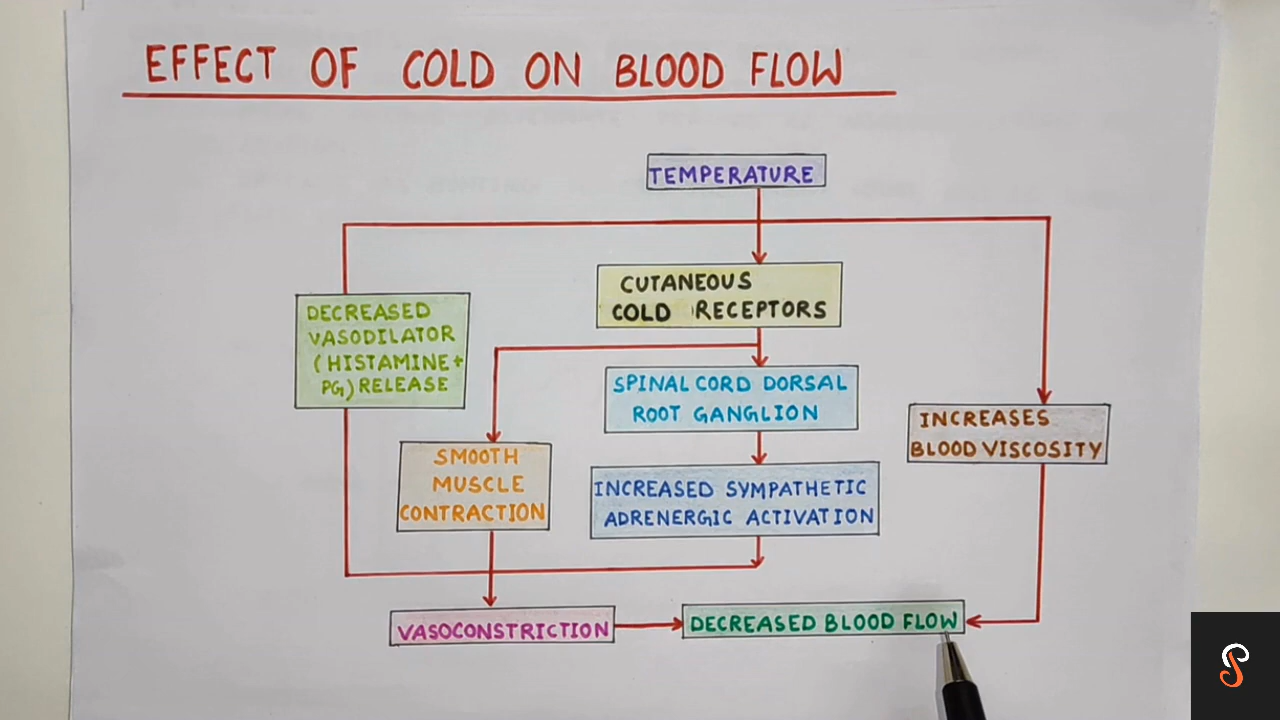 EFFECT OF COLD ON BLOOD FLOW
TEMPERATURE
CUTANEOUS
COLD RECEPTORS
DECREASED
VASODILATOR
(HISTAMINE+
PG) RELEASE
SPINAL CORD DORSAL
ROOT GANGLION
INCREASES
BLOOD VISCOSITY
SMOOTH
MUSCLE
CONTRACTION
INCREASED SYMPATHETIC
ADRENERGIC ACTIVATION
VASOCONSTRICTION
DECREASED BLOOD FLOW